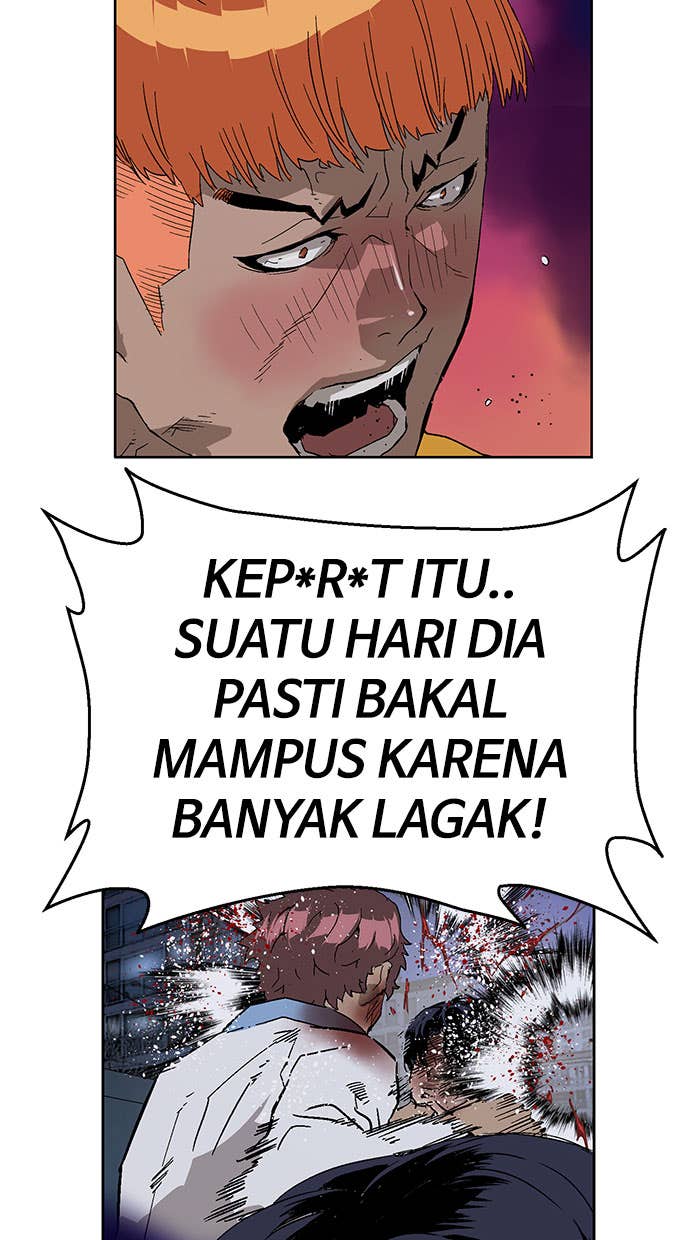 KEP*R*T ITU..
SUATU HARI DIA
PASTI BAKAL
MAMPUS KARENA
BANYAK LAGAK!